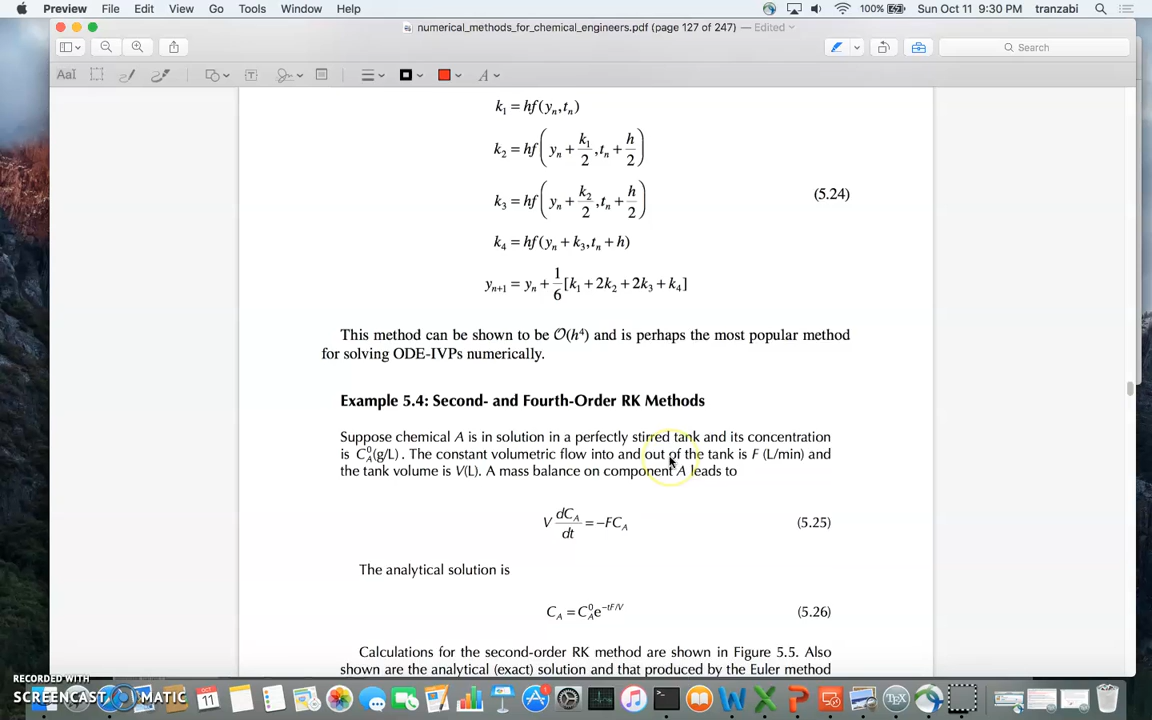 Preview File Edit View Go Tools Window Help 100% Sun Oct 11 9:30 PM tranzabi
numerical_methods_for_chemical_engineers.pdf (page 127 of 247) — Edited
Search
AaI T A
k₁ = hf(yₙ,tₙ)
k₂ = hf(yₙ + k₁/2, tₙ + h/2)
k₃ = hf(yₙ + k₂/2, tₙ + h/2) (5.24)
k₄ = hf(yₙ + k₃,tₙ + h)
yₙ₊₁ = yₙ + 1/6[k₁ + 2k₂ + 2k₃ + k₄]
This method can be shown to be 𝒪(h⁴) and is perhaps the most popular method
for solving ODE-IVPs numerically.
Example 5.4: Second- and Fourth-Order RK Methods
Suppose chemical A is in solution in a perfectly stirred tank and its concentration
is C_A⁰(g/L). The constant volumetric flow into and out of the tank is F (L/min) and
the tank volume is V(L). A mass balance on component A leads to
V dC_A/dt = −FC_A (5.25)
The analytical solution is
C_A = C_A⁰e^(−tF/V) (5.26)
Calculations for the second-order RK method are shown in Figure 5.5. Also
shown are the analytical (exact) solution and that produced by the Euler method
RECORDED WITH
SCREENCAST MATIC
11
TEX